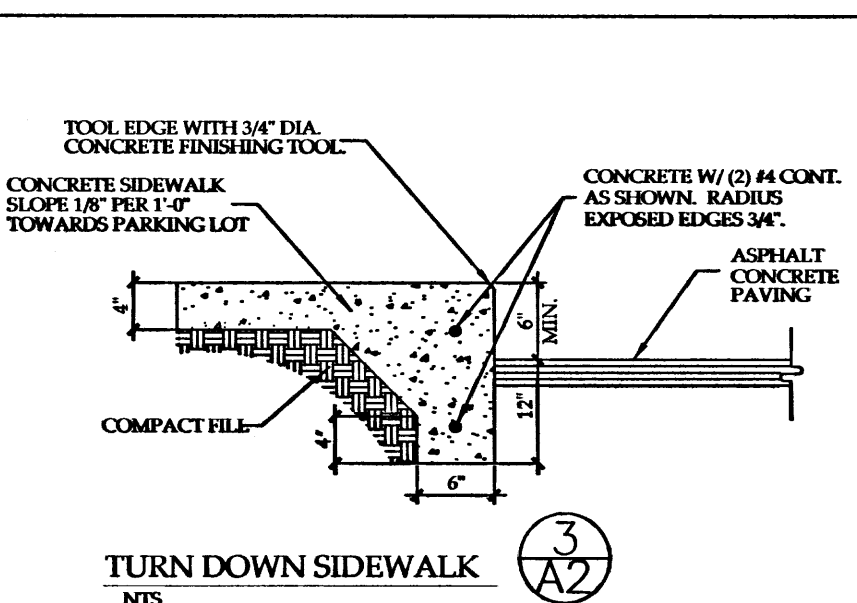 TOOL EDGE WITH 3/4" DIA.
CONCRETE FINISHING TOOL.
CONCRETE SIDEWALK
SLOPE 1/8" PER 1'-0"
TOWARDS PARKING LOT
CONCRETE W/ (2) #4 CONT.
AS SHOWN. RADIUS
EXPOSED EDGES 3/4".
ASPHALT
CONCRETE
PAVING
4"
6"
MIN.
12"
COMPACT FILL
4"
6"
TURN DOWN SIDEWALK
NTS
3
A2